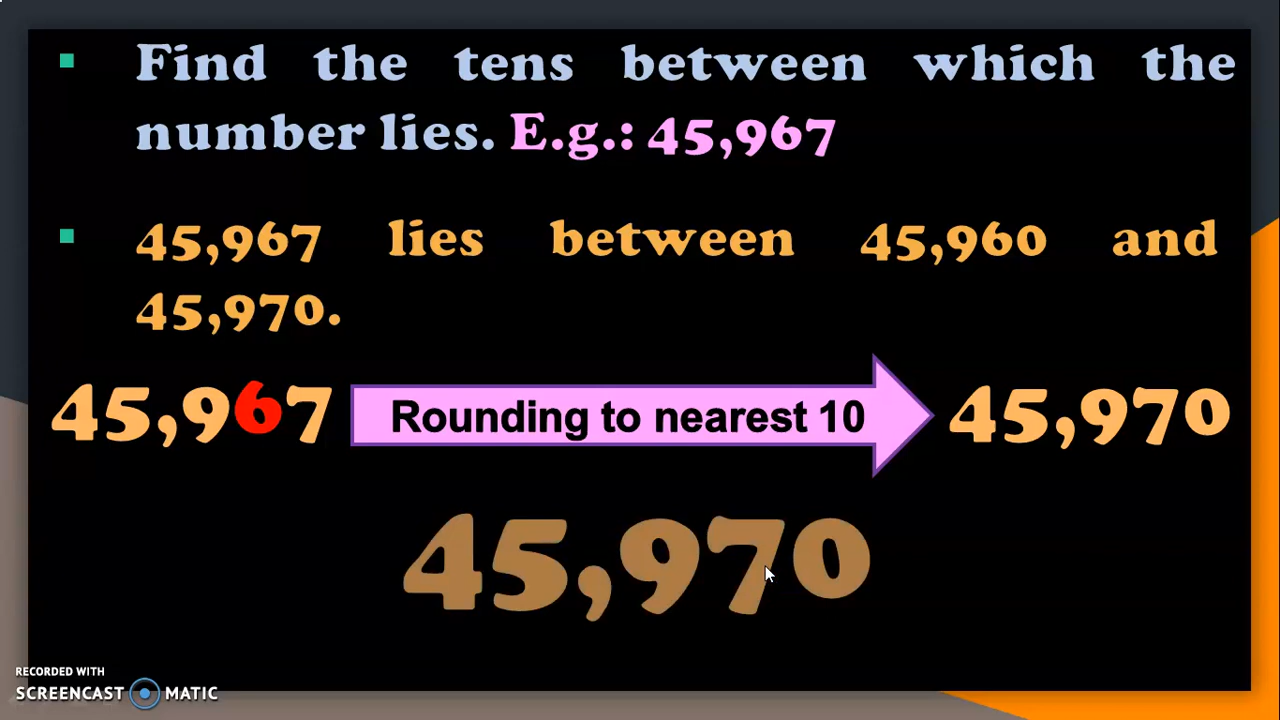 Find the tens between which the
number lies. E.g.: 45,967
45,967 lies between 45,960 and
45,970.
45,967 Rounding to nearest 10 45,970
45,970
RECORDED WITH
SCREENCAST MATIC